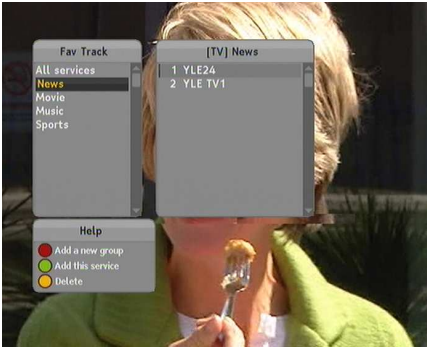 Fav Track
All services
News
Movie
Music
Sports
[TV] News
1 YLE24
2 YLE TV1
Help
Add a new group
Add this service
Delete